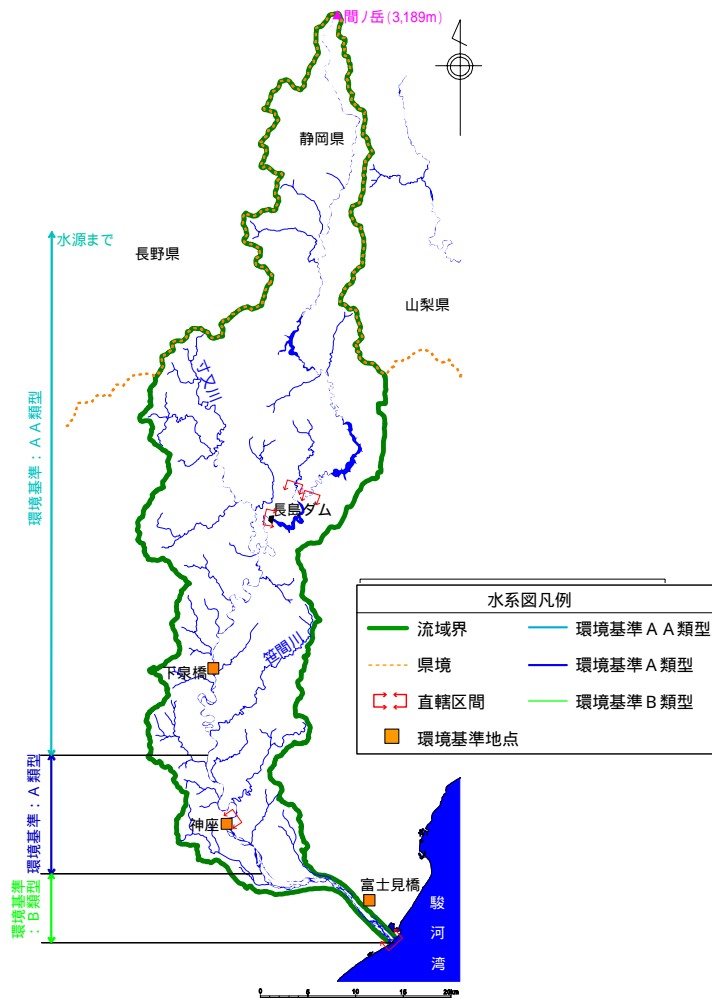 間ノ岳(3,189m)
静岡県
水源まで
長野県
山梨県
寸又川
環境基準：ＡＡ類型
長島ダム
水系図凡例
流域界
環境基準ＡＡ類型
県境
環境基準Ａ類型
直轄区間
環境基準Ｂ類型
環境基準地点
笹間川
下泉橋
環境基準：Ａ類型
神座
環境基準
：Ｂ類型
富士見橋
駿河湾
0 5 10 15 20km